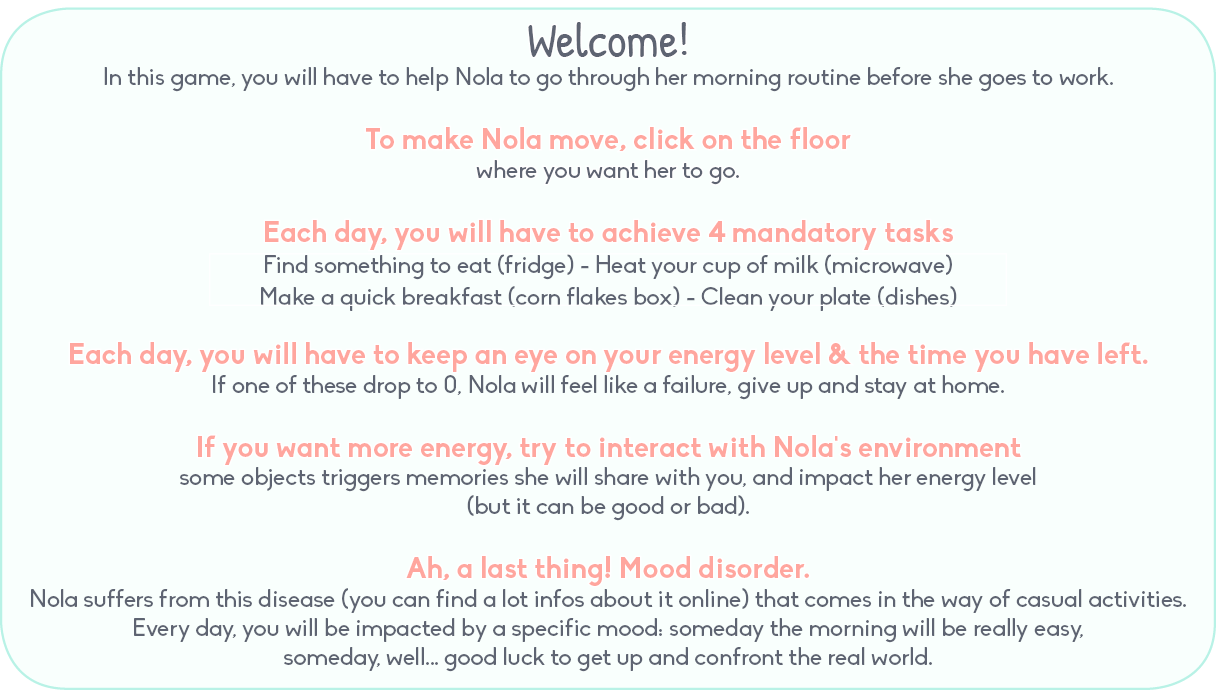 Welcome!
In this game, you will have to help Nola to go through her morning routine before she goes to work.
To make Nola move, click on the floor
where you want her to go.
Each day, you will have to achieve 4 mandatory tasks
Find something to eat (fridge) - Heat your cup of milk (microwave)
Make a quick breakfast (corn flakes box) - Clean your plate (dishes)
Each day, you will have to keep an eye on your energy level & the time you have left.
If one of these drop to 0, Nola will feel like a failure, give up and stay at home.
If you want more energy, try to interact with Nola's environment
some objects triggers memories she will share with you, and impact her energy level
(but it can be good or bad).
Ah, a last thing! Mood disorder.
Nola suffers from this disease (you can find a lot infos about it online) that comes in the way of casual activities.
Every day, you will be impacted by a specific mood: someday the morning will be really easy,
someday, well... good luck to get up and confront the real world.